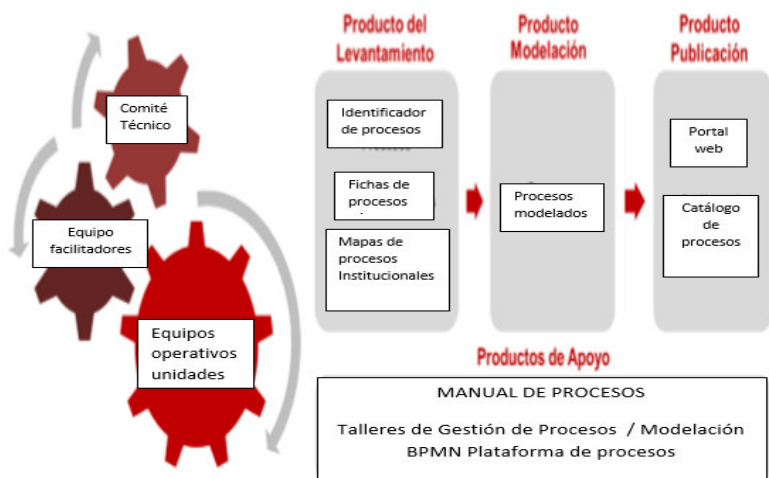 Comité
Técnico
Equipo
facilitadores
Equipos
operativos
unidades
Producto del
Levantamiento
Identificador
de procesos
Fichas de
procesos
Mapas de
procesos
Institucionales
Producto
Modelación
Procesos
modelados
Producto
Publicación
Portal
web
Catálogo
de
procesos
Productos de Apoyo
MANUAL DE PROCESOS
Talleres de Gestión de Procesos / Modelación
BPMN Plataforma de procesos